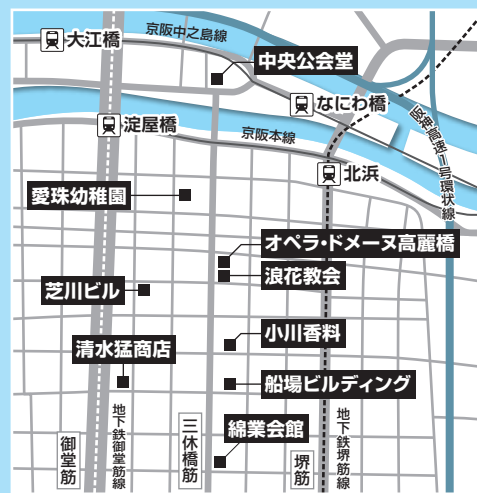 京阪中之島線
大江橋
中央公会堂
なにわ橋
淀屋橋
京阪本線
阪神高速1号環状線
北浜
愛珠幼稚園
オペラ・ドメーヌ高麗橋
浪花教会
芝川ビル
小川香料
清水猛商店
船場ビルディング
綿業会館
御堂筋
地下鉄御堂筋線
三休橋筋
堺筋
地下鉄堺筋線